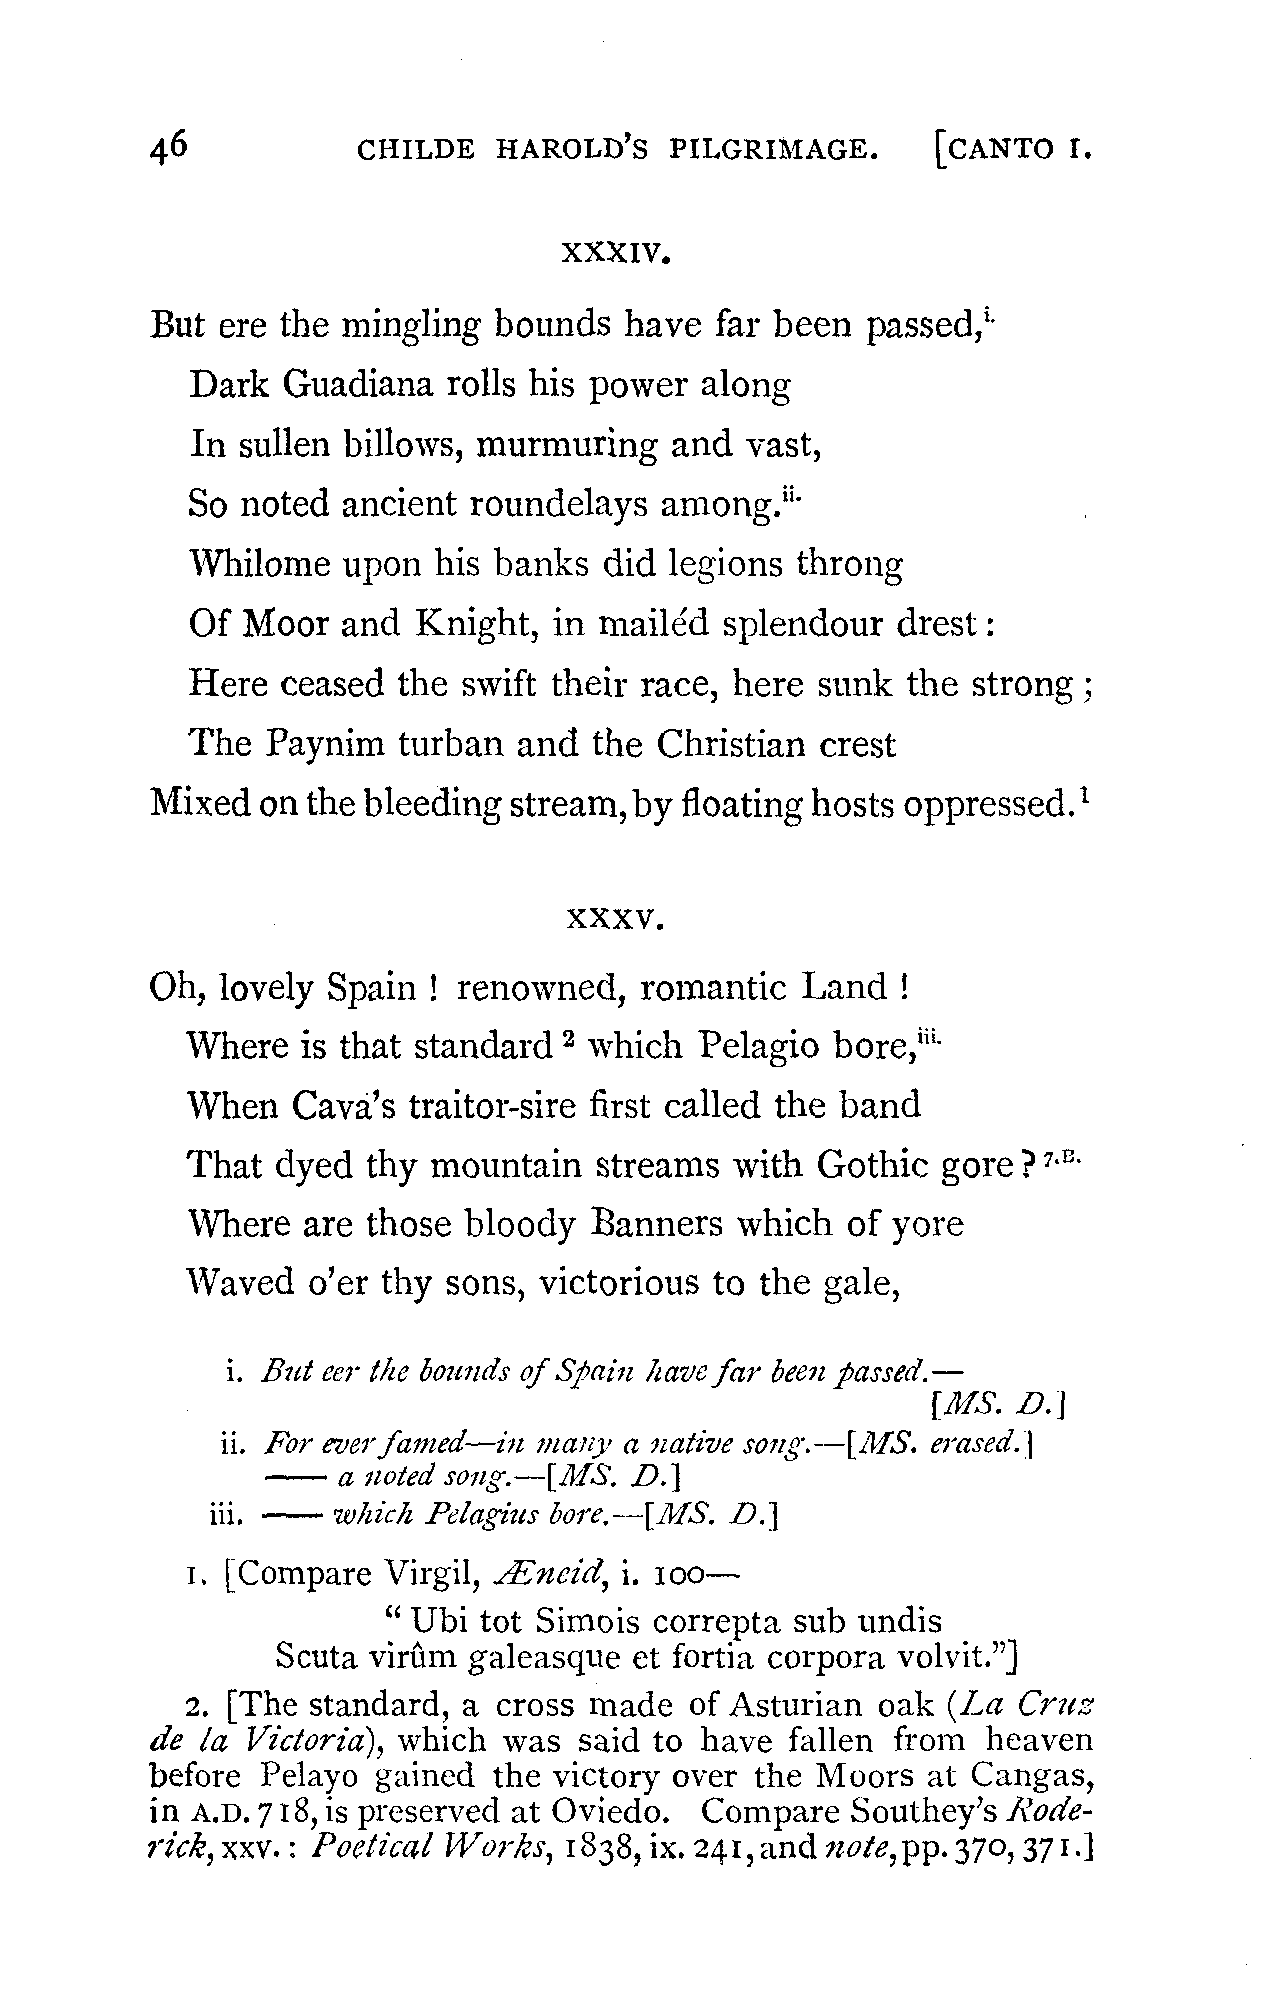 46 CHILDE HAROLD'S PILGRIMAGE. [CANTO I.
XXXIV.
But ere the mingling bounds have far been passed,i.
Dark Guadiana rolls his power along
In sullen billows, murmuring and vast,
So noted ancient roundelays among.ii.
Whilome upon his banks did legions throng
Of Moor and Knight, in mailéd splendour drest:
Here ceased the swift their race, here sunk the strong;
The Paynim turban and the Christian crest
Mixed on the bleeding stream, by floating hosts oppressed.1
XXXV.
Oh, lovely Spain! renowned, romantic Land!
Where is that standard 2 which Pelagio bore,iii.
When Cava's traitor-sire first called the band
That dyed thy mountain streams with Gothic gore? 7.B.
Where are those bloody Banners which of yore
Waved o'er thy sons, victorious to the gale,
i. But eer the bounds of Spain have far been passed.—
[MS. D.]
ii. For ever famed—in many a native song.—[MS. erased.]
—— a noted song.—[MS. D.]
iii. —— which Pelagius bore.—[MS. D.]
1. [Compare Virgil, Æneid, i. 100—
"Ubi tot Simois correpta sub undis
Scuta virûm galeasque et fortia corpora volvit."]
2. [The standard, a cross made of Asturian oak (La Cruz
de la Victoria), which was said to have fallen from heaven
before Pelayo gained the victory over the Moors at Cangas,
in A.D. 718, is preserved at Oviedo. Compare Southey's Rode-
rick, xxv.: Poetical Works, 1838, ix. 241, and note, pp. 370, 371.]